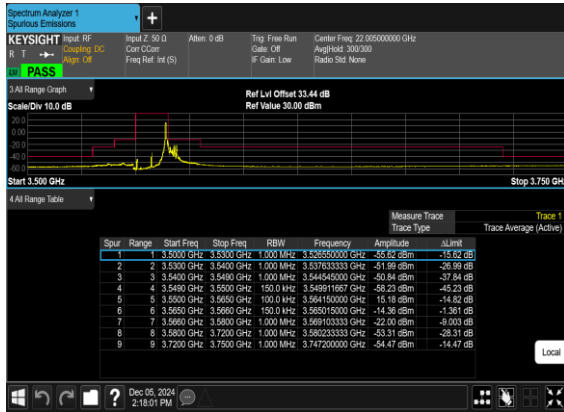 Spectrum Analyzer 1
Spurious Emissions
+
KEYSIGHT Input: RF Input Z: 50 Ω Atten: 0 dB Trig: Free Run Center Freq: 22.005000000 GHz
R T Coupling: DC Corr CCorr Gate: Off Avg|Hold: 300/300
Align: Off Freq Ref: Int (S) IF Gain: Low Radio Std: None
LXI PASS
3 All Range Graph
Ref Lvl Offset 33.44 dB
Scale/Div 10.0 dB Ref Value 30.00 dBm
20.0
0.00
-20.0
-40.0
-60.0
Start 3.500 GHz Stop 3.750 GHz
4 All Range Table
Measure Trace Trace 1
Trace Type Trace Average (Active)
Spur Range Start Freq Stop Freq RBW Frequency Amplitude ΔLimit
1 1 3.5000 GHz 3.5300 GHz 1.000 MHz 3.526550000 GHz -55.62 dBm -15.62 dB
2 2 3.5300 GHz 3.5400 GHz 1.000 MHz 3.537633333 GHz -51.99 dBm -26.99 dB
3 3 3.5400 GHz 3.5490 GHz 1.000 MHz 3.544545000 GHz -50.84 dBm -37.84 dB
4 4 3.5490 GHz 3.5500 GHz 150.0 kHz 3.549911667 GHz -58.23 dBm -45.23 dB
5 5 3.5500 GHz 3.5650 GHz 100.0 kHz 3.564150000 GHz 15.18 dBm -14.82 dB
6 6 3.5650 GHz 3.5660 GHz 150.0 kHz 3.565015000 GHz -14.36 dBm -1.361 dB
7 7 3.5660 GHz 3.5800 GHz 1.000 MHz 3.569103333 GHz -22.00 dBm -9.003 dB
8 8 3.5800 GHz 3.7200 GHz 1.000 MHz 3.580233333 GHz -53.31 dBm -28.31 dB
9 9 3.7200 GHz 3.7500 GHz 1.000 MHz 3.747200000 GHz -54.47 dBm -14.47 dB
Local
? Dec 05, 2024
2:18:01 PM